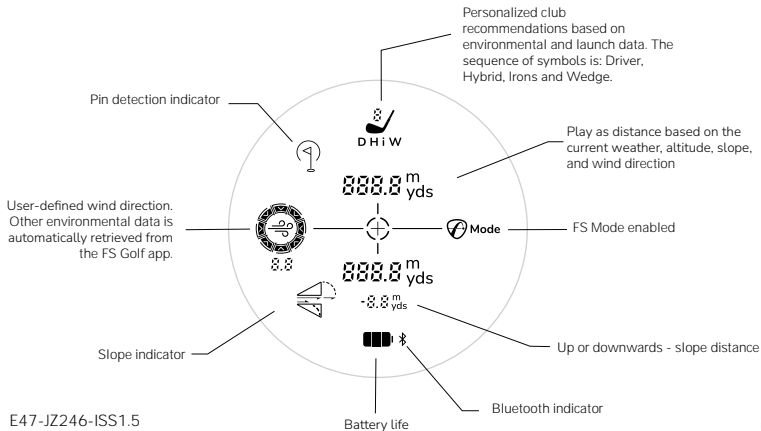 Personalized club
recommendations based on
environmental and launch data. The
sequence of symbols is: Driver,
Hybrid, Irons and Wedge.
Pin detection indicator
8
D H i W
Play as distance based on the
current weather, altitude, slope,
and wind direction
888.8 m
yds
User-defined wind direction.
Other environmental data is
automatically retrieved from
the FS Golf app.
Mode
FS Mode enabled
8.8
888.8 m
yds
-8.8 m
yds
Slope indicator
Up or downwards - slope distance
Bluetooth indicator
Battery life
E47-JZ246-ISS1.5